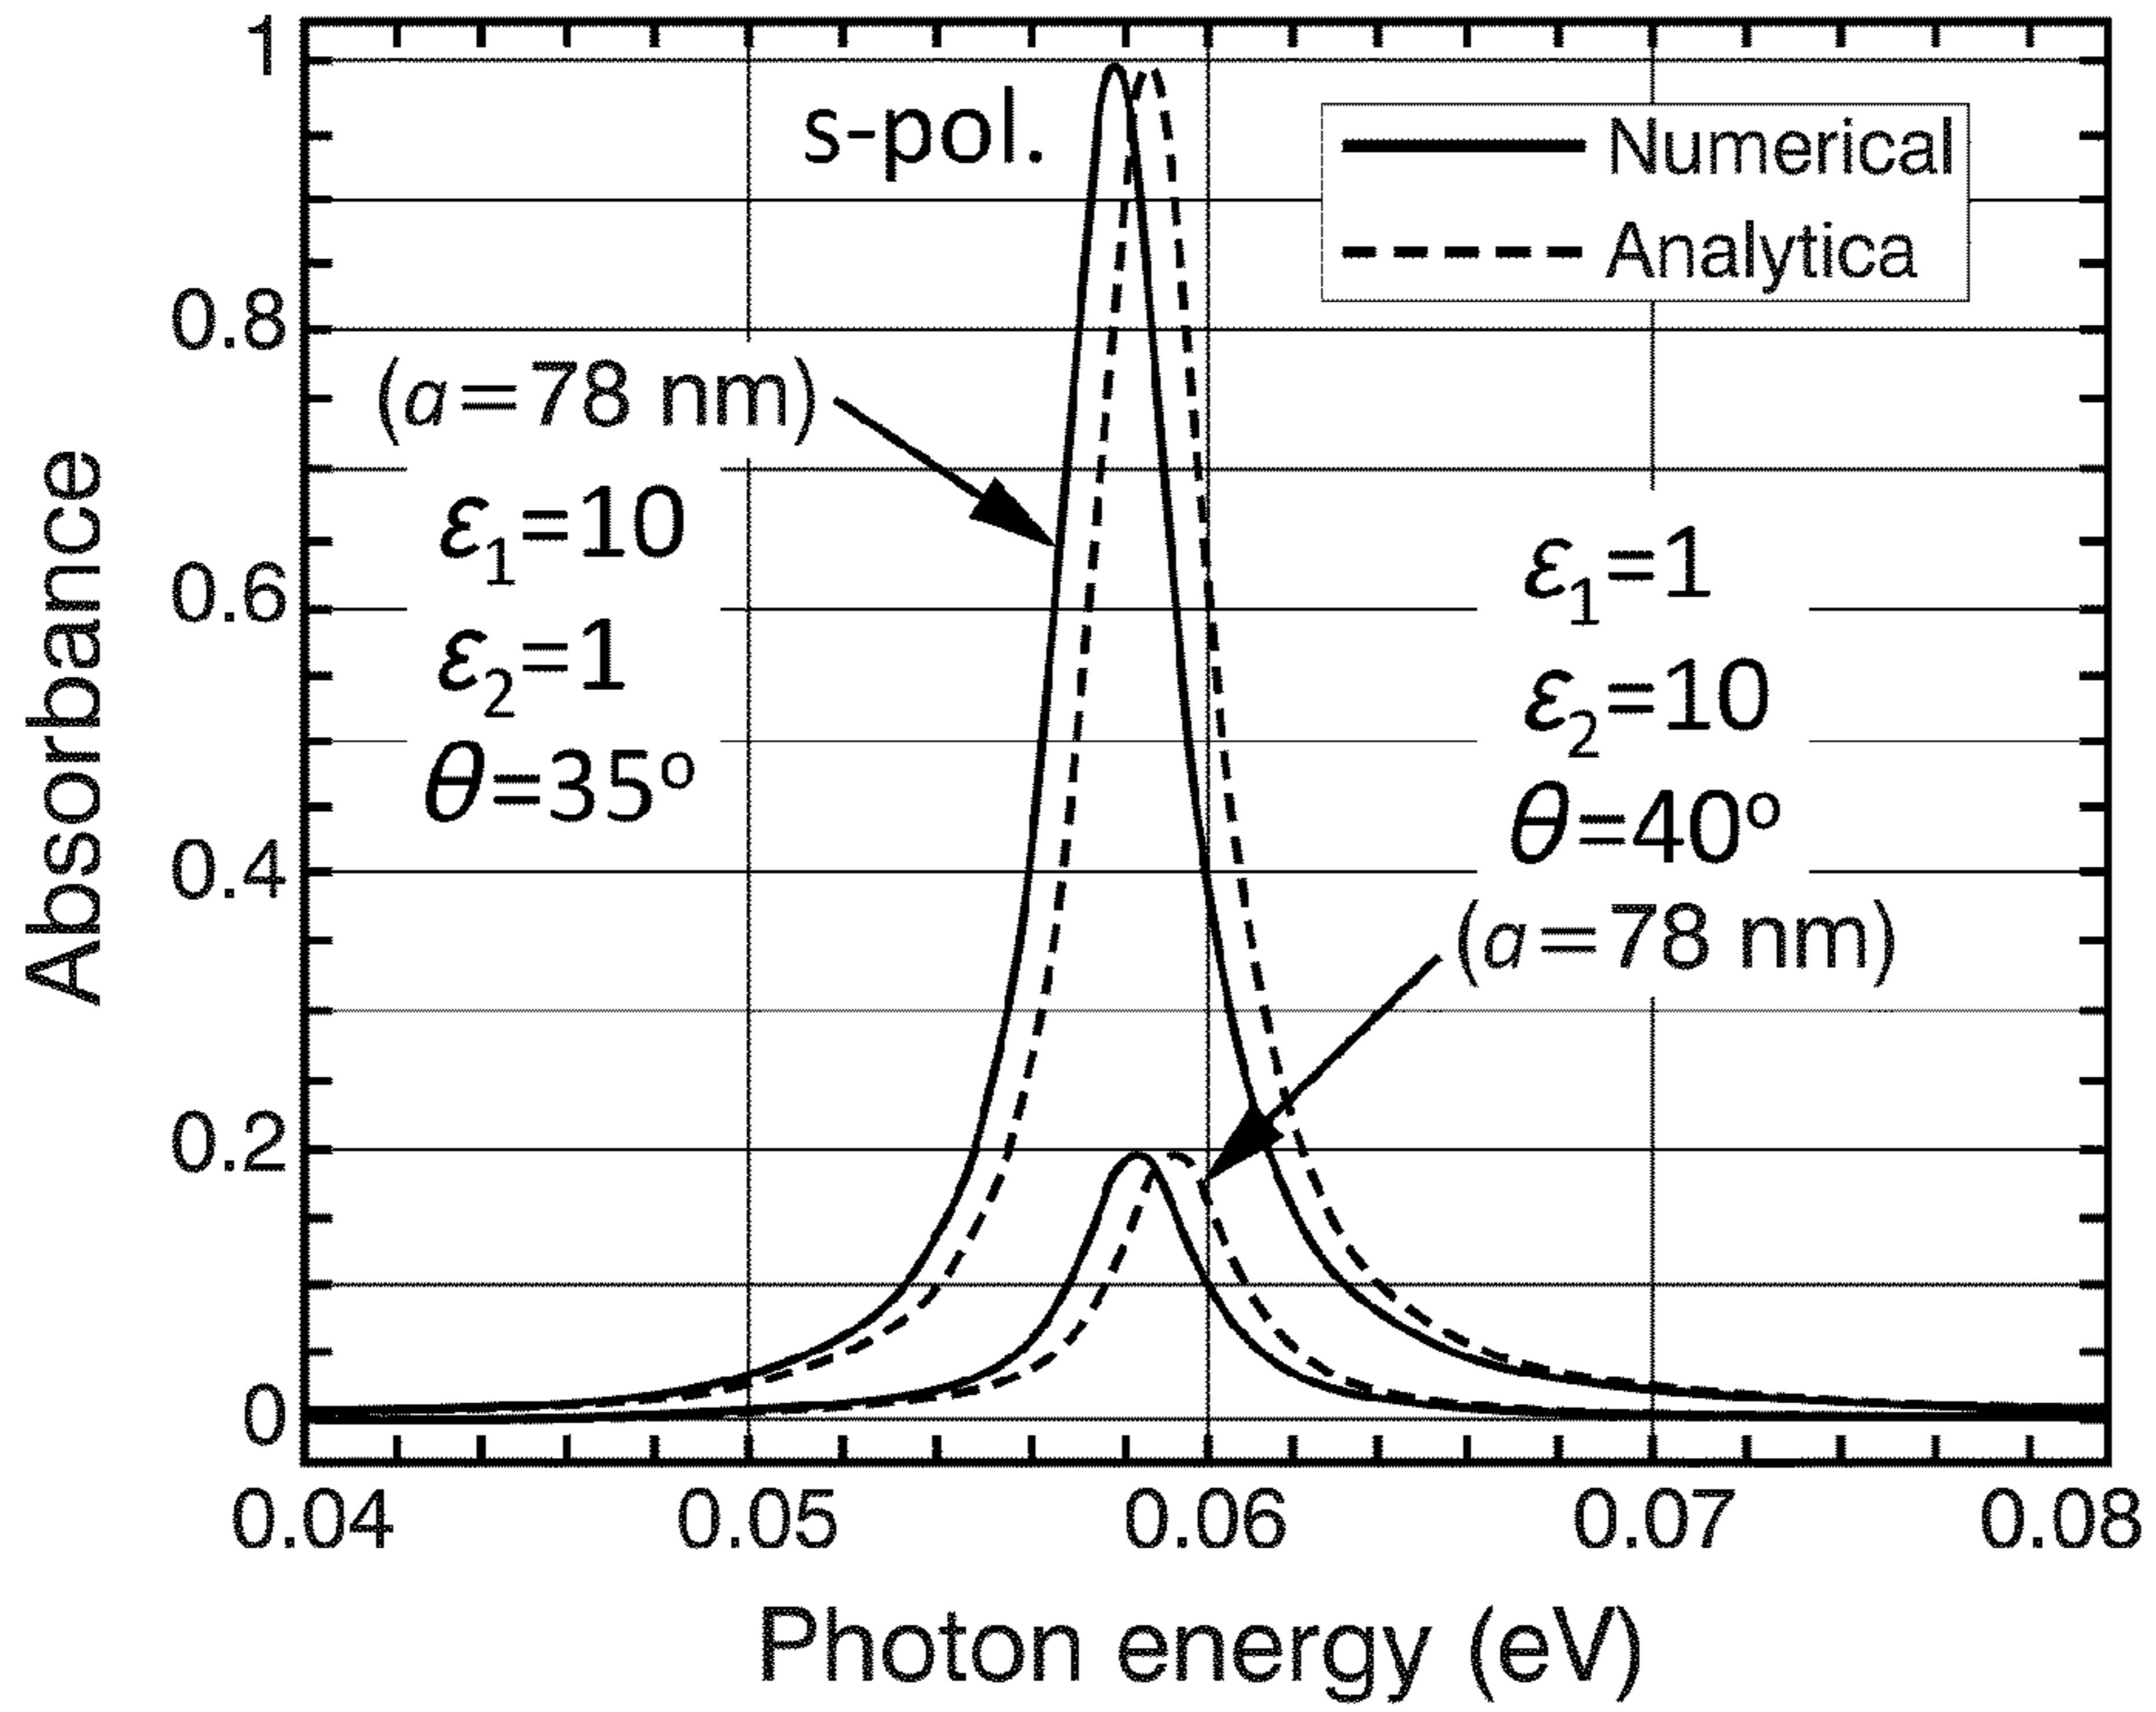 1
0.8
0.6
0.4
0.2
0
Absorbance
s-pol.
Numerical
Analytica
(a=78 nm)
ε1=10
ε2=1
θ=35o
ε1=1
ε2=10
θ=40o
(a=78 nm)
0.04 0.05 0.06 0.07 0.08
Photon energy (eV)